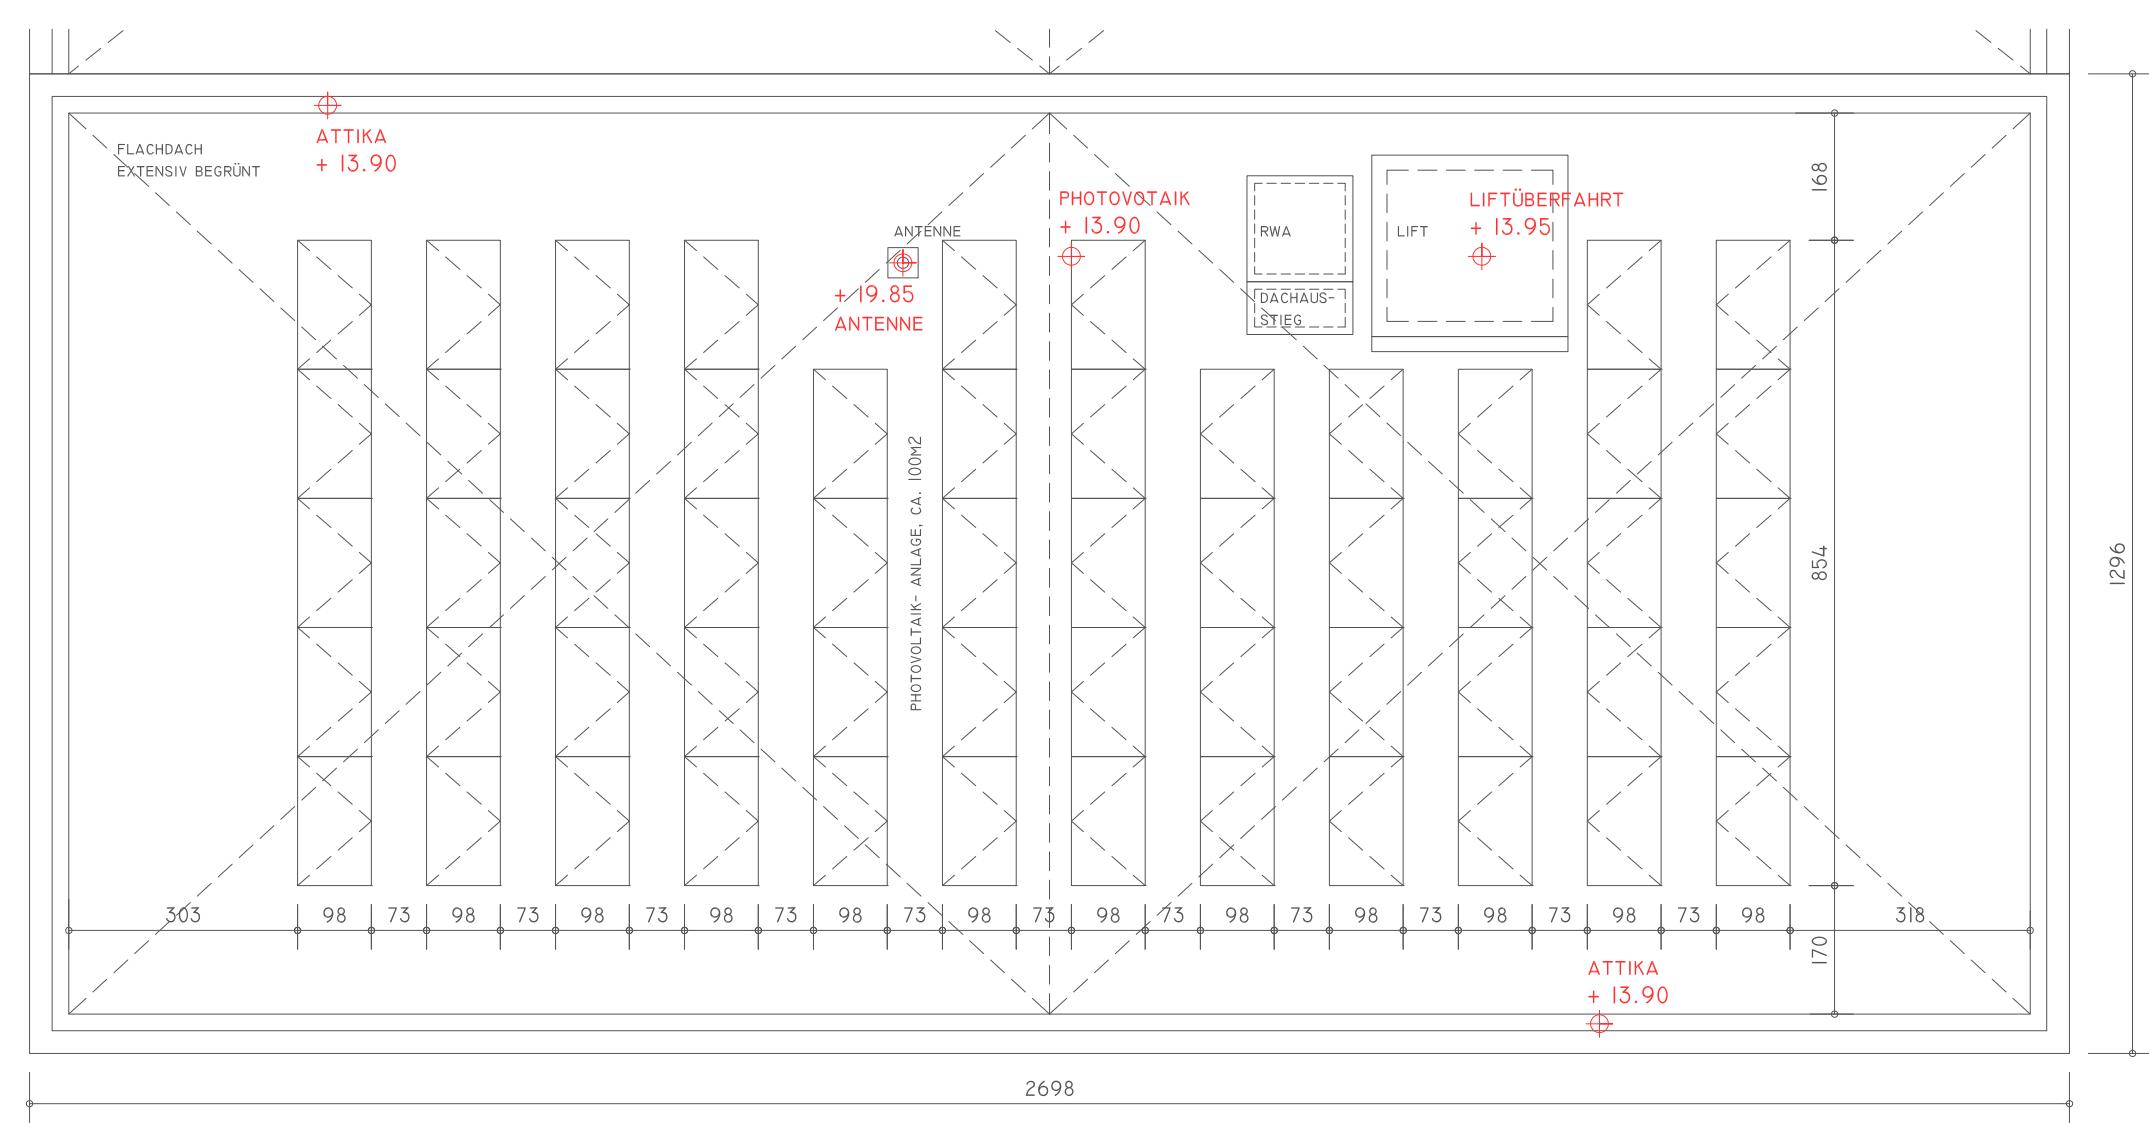 ATTIKA
+ 13.90
FLACHDACH
EXTENSIV BEGRÜNT
ANTENNE
+ 19.85
ANTENNE
PHOTOVOTAIK
+ 13.90
RWA
DACHAUS-
STIEG
LIFT
LIFTÜBERFAHRT
+ 13.95
168
854
170
1296
PHOTOVOLTAIK- ANLAGE, CA. 100M2
303 98 73 98 73 98 73 98 73 98 73 98 73 98 73 98 73 98 73 98 73 98 73 98 318
ATTIKA
+ 13.90
2698